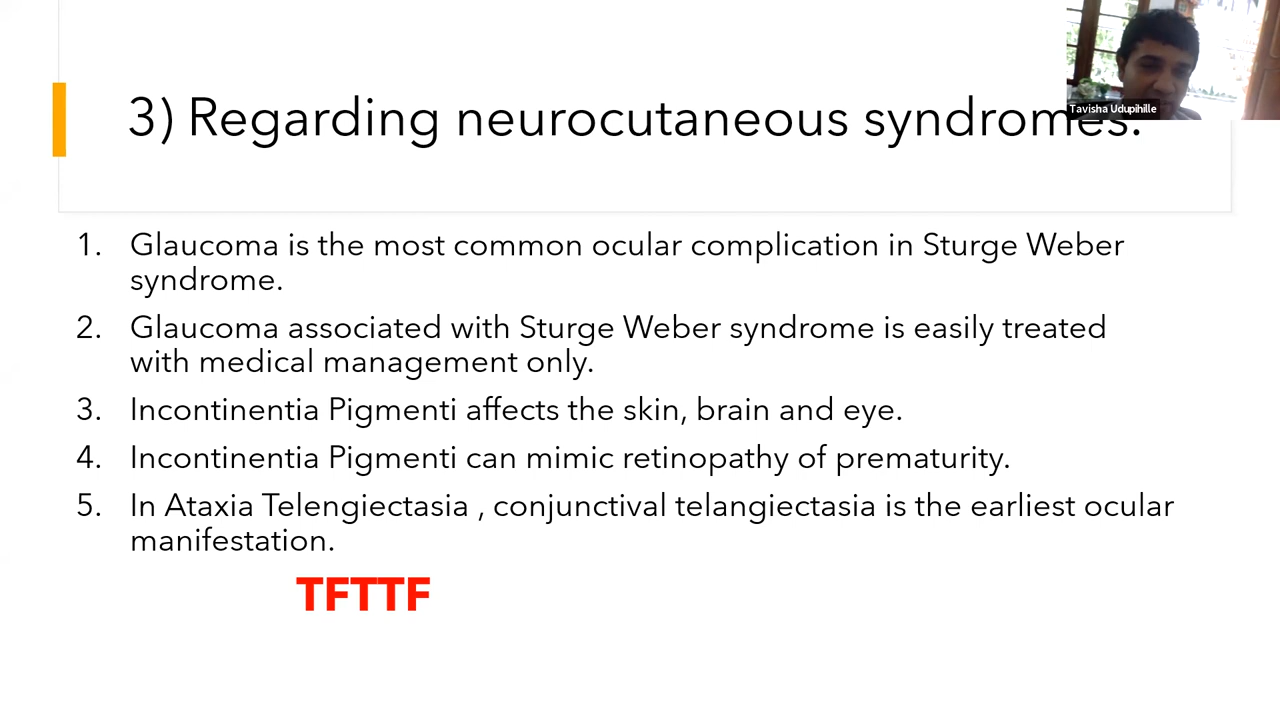 3) Regarding neurocutaneous syndromes.
Tavisha Udupihille
1. Glaucoma is the most common ocular complication in Sturge Weber
syndrome.
2. Glaucoma associated with Sturge Weber syndrome is easily treated
with medical management only.
3. Incontinentia Pigmenti affects the skin, brain and eye.
4. Incontinentia Pigmenti can mimic retinopathy of prematurity.
5. In Ataxia Telengiectasia , conjunctival telangiectasia is the earliest ocular
manifestation.
TFTTF